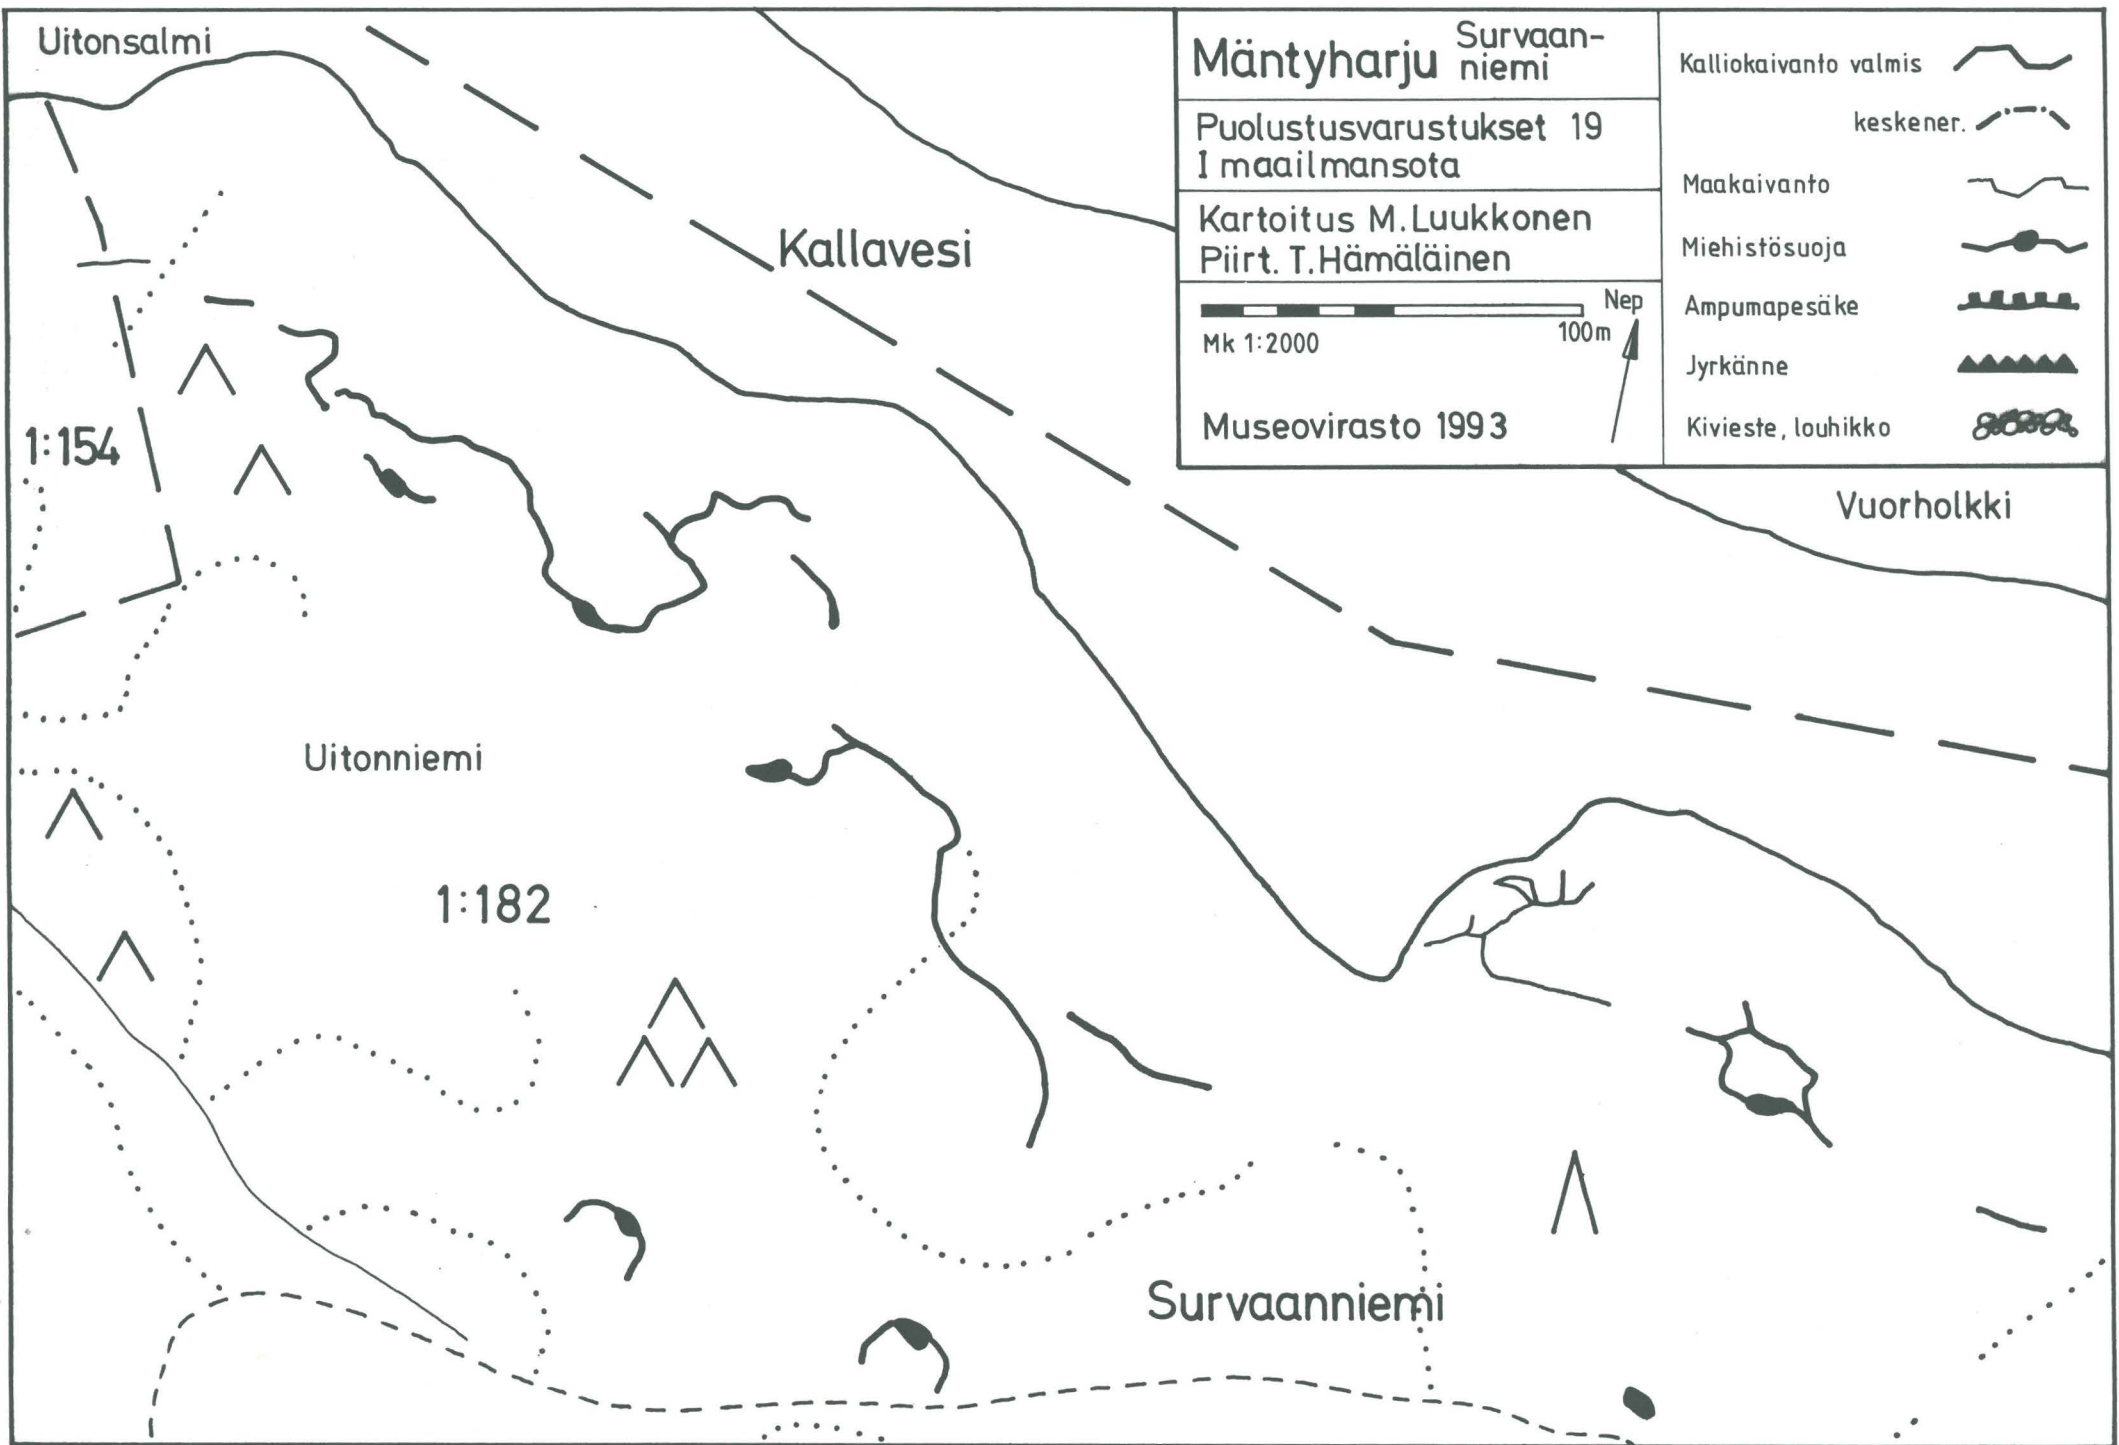 Uitonsalmi
Mäntyharju Survaan-
niemi
Puolustusvarustukset 19
I maailmansota
Kartoitus M.Luukkonen
Piirt. T.Hämäläinen
Nep
100m
Mk 1:2000
Museovirasto 1993
Kalliokaivanto valmis
keskener.
Maakaivanto
Miehistösuoja
Ampumapesäke
Jyrkänne
Kivieste, louhikko
Kallavesi
1:154
Vuorholkki
Uitonniemi
1:182
Survaanniemi